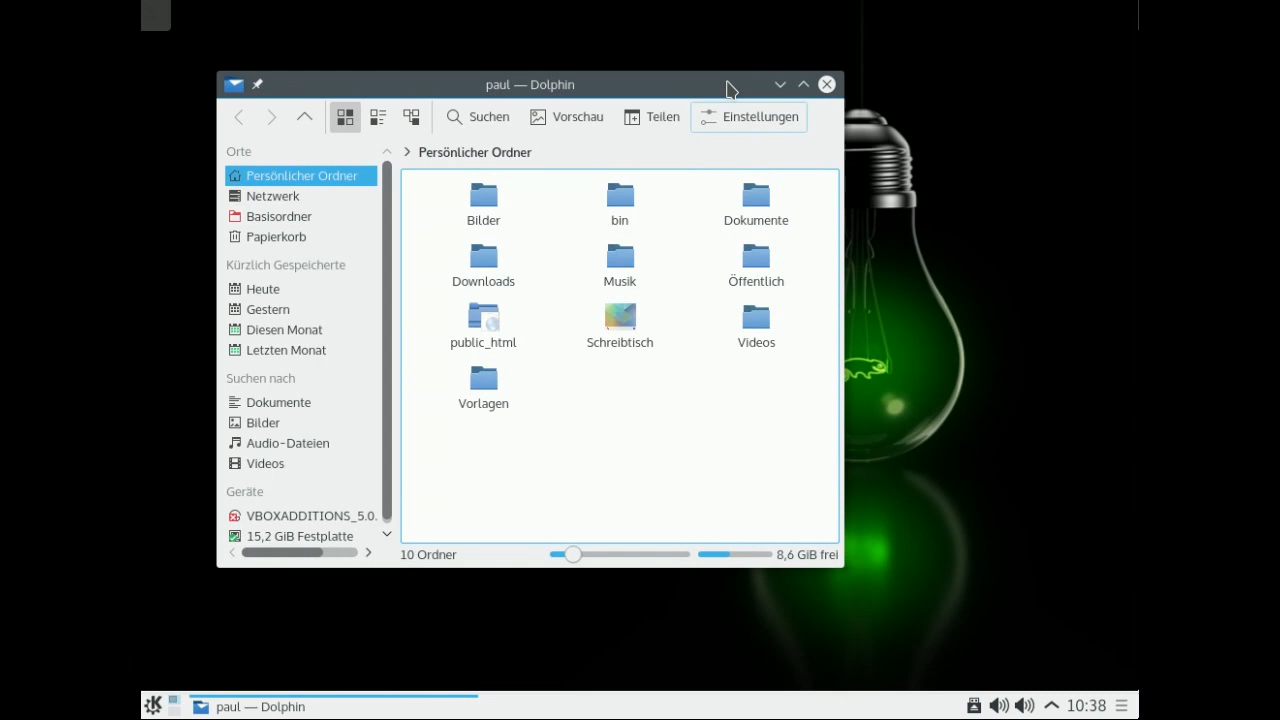 paul — Dolphin
Suchen
Vorschau
Teilen
Einstellungen
Orte
Persönlicher Ordner
Netzwerk
Basisordner
Papierkorb
Kürzlich Gespeicherte
Heute
Gestern
Diesen Monat
Letzten Monat
Suchen nach
Dokumente
Bilder
Audio-Dateien
Videos
Geräte
VBOXADDITIONS_5.0.
15,2 GiB Festplatte
Persönlicher Ordner
Bilder
bin
Dokumente
Downloads
Musik
Öffentlich
public_html
Schreibtisch
Videos
Vorlagen
10 Ordner
8,6 GiB frei
paul — Dolphin
10:38